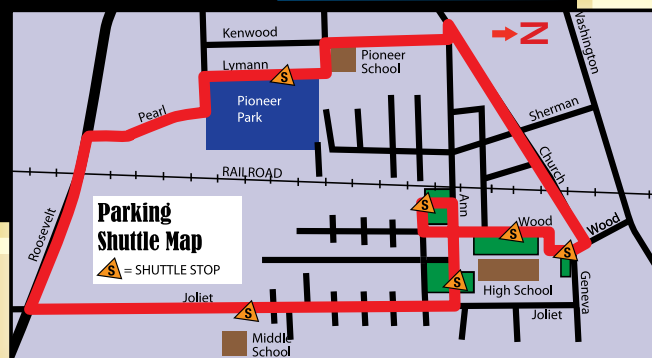 Kenwood
N
Washington
Pioneer
School
Lymann
S
Pioneer
Park
Pearl
Sherman
Church
RAILROAD
Ann
Wood
Wood
Parking
Shuttle Map
S = SHUTTLE STOP
S
S
S
S
Roosevelt
High School
Geneva
Joliet
S
Joliet
Middle
School